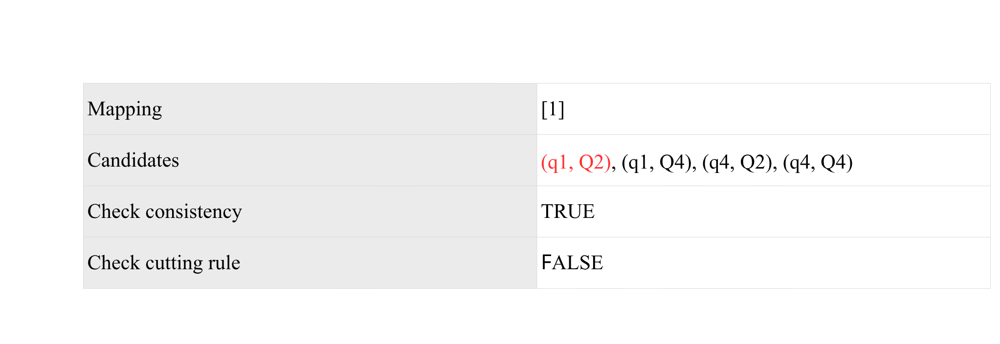 Mapping [1]
Candidates (q1, Q2), (q1, Q4), (q4, Q2), (q4, Q4)
Check consistency TRUE
Check cutting rule FALSE